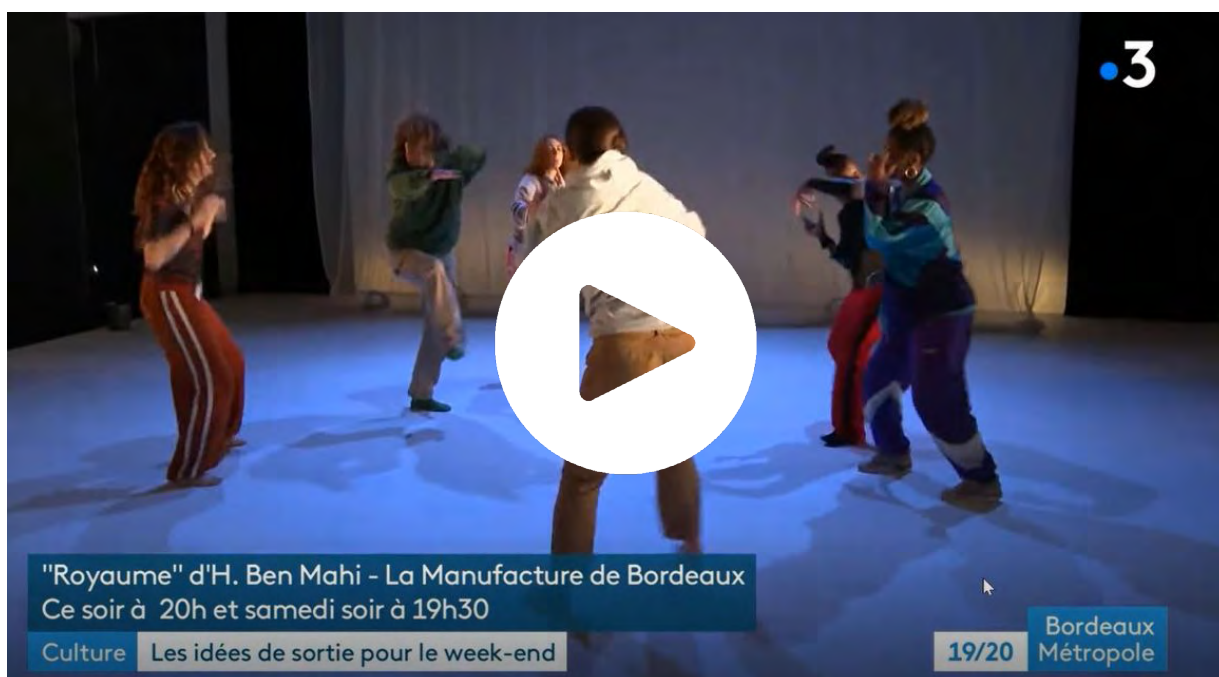 3
"Royaume" d'H. Ben Mahi - La Manufacture de Bordeaux
Ce soir à 20h et samedi soir à 19h30
Culture Les idées de sortie pour le week-end
19/20 Bordeaux
Métropole